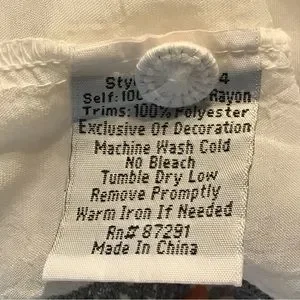 4
Self: Rayon
Trims: 100% Polyester
Exclusive Of Decoration
Machine Wash Cold
No Bleach
Tumble Dry Low
Remove Promptly
Warm Iron If Needed
Rn# 87291
Made In China